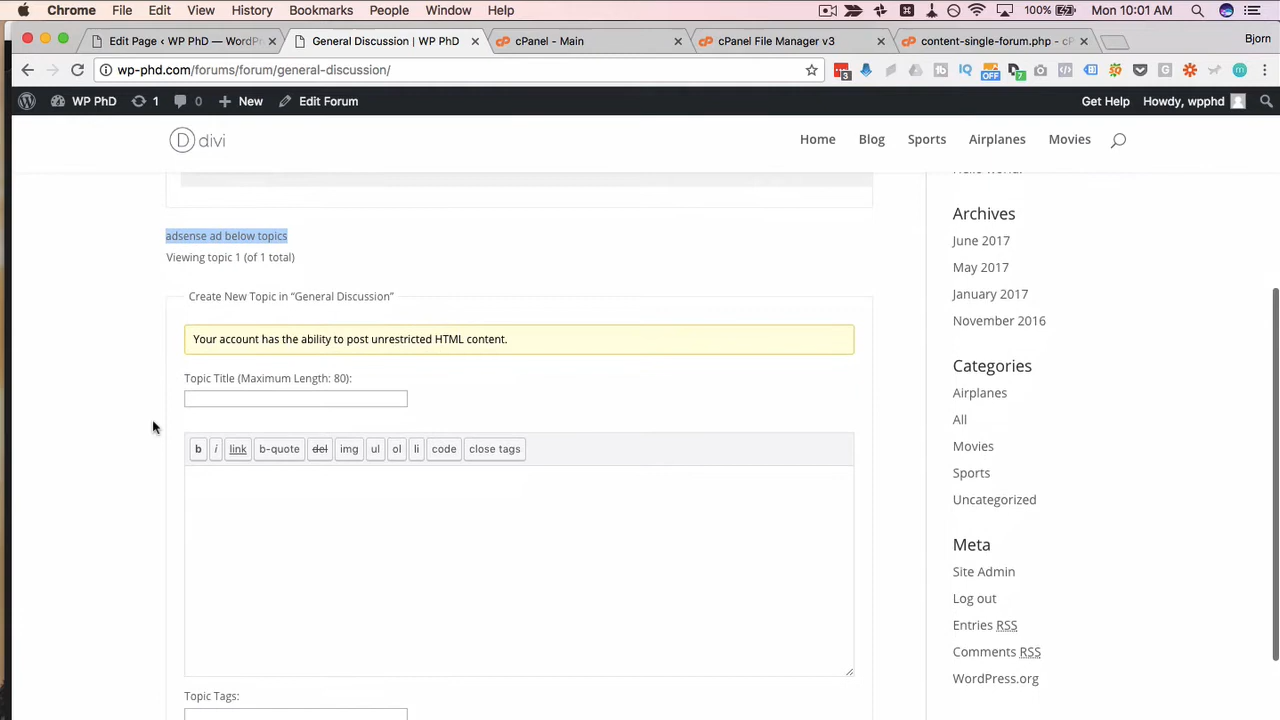 Chrome File Edit View History Bookmarks People Window Help 100% Mon 10:01 AM
Edit Page ‹ WP PhD — WordPr
General Discussion | WP PhD
cPanel - Main
cPanel File Manager v3
content-single-forum.php - cP
Bjorn
wp-phd.com/forums/forum/general-discussion/
3 OFF 7
WP PhD 1 0 New Edit Forum Get Help Howdy, wpphd
D divi
Home Blog Sports Airplanes Movies
adsense ad below topics
Viewing topic 1 (of 1 total)
Create New Topic in “General Discussion”
Your account has the ability to post unrestricted HTML content.
Topic Title (Maximum Length: 80):
b i link b-quote del img ul ol li code close tags
Topic Tags:
Archives
June 2017
May 2017
January 2017
November 2016
Categories
Airplanes
All
Movies
Sports
Uncategorized
Meta
Site Admin
Log out
Entries RSS
Comments RSS
WordPress.org